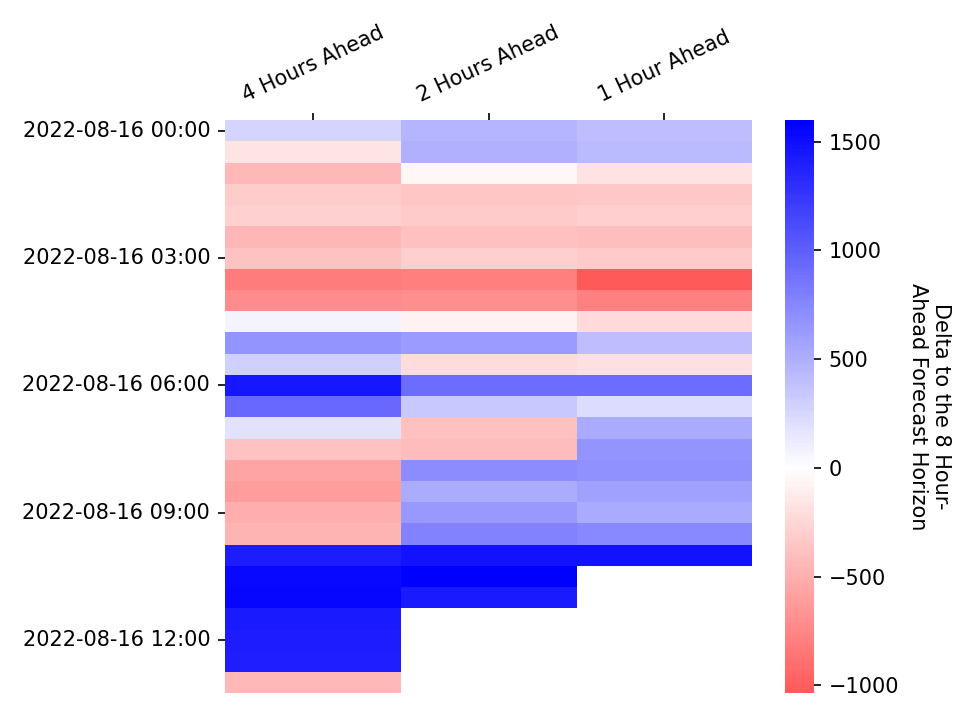 4 Hours Ahead
2 Hours Ahead
1 Hour Ahead
2022-08-16 00:00
2022-08-16 03:00
2022-08-16 06:00
2022-08-16 09:00
2022-08-16 12:00
1500
1000
500
0
−500
−1000
Delta to the 8 Hour-
Ahead Forecast Horizon